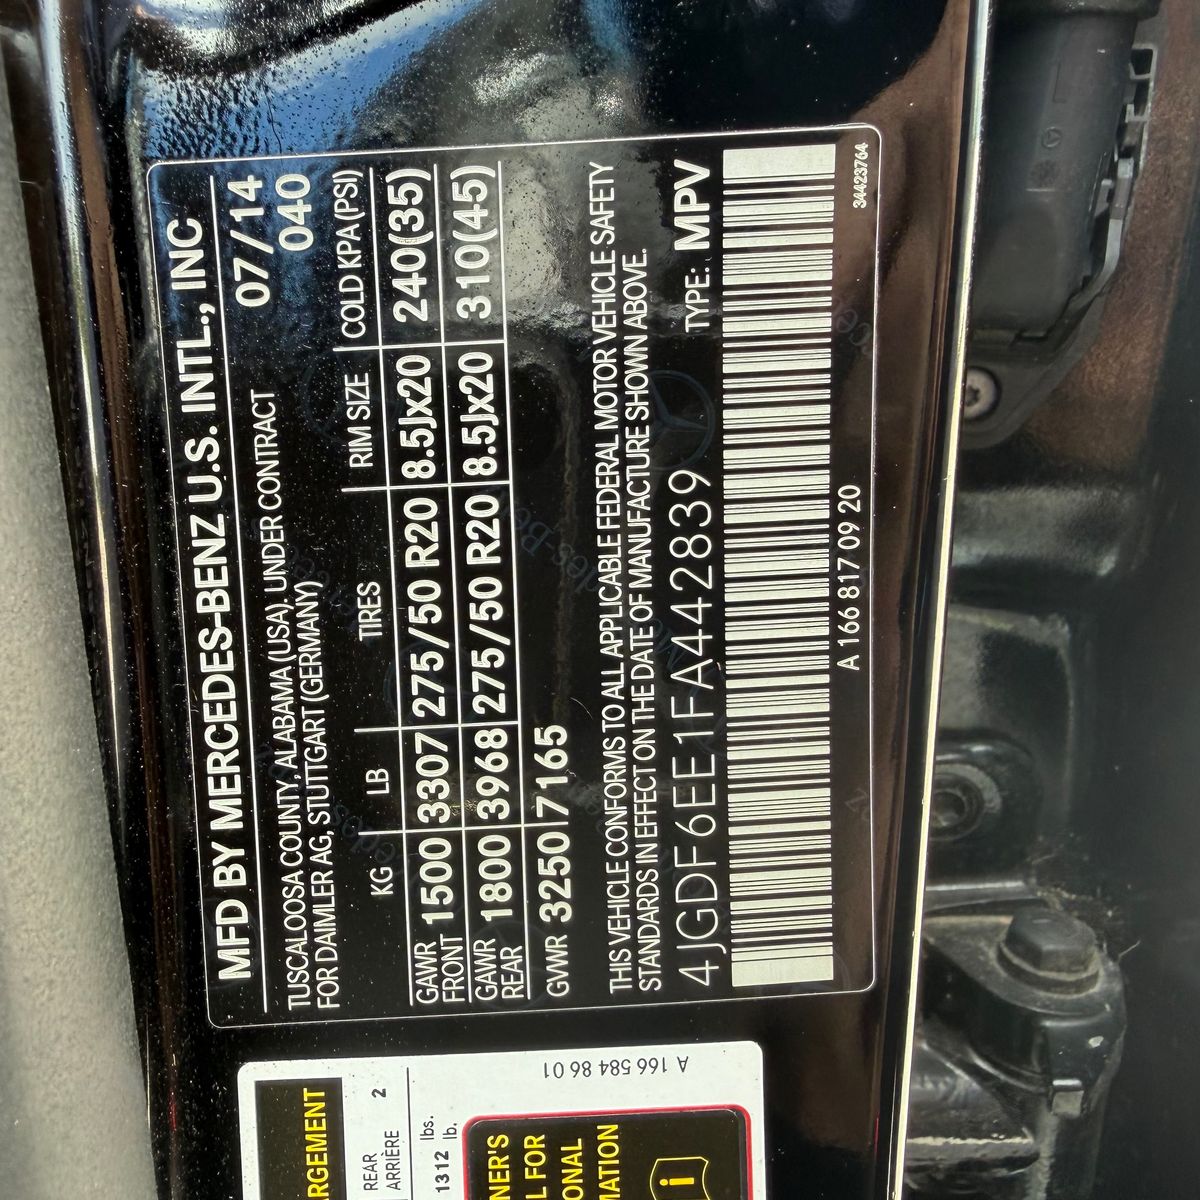 MFD BY MERCEDES-BENZ U.S. INTL., INC
TUSCALOOSA COUNTY, ALABAMA (USA), UNDER CONTRACT 07/14
FOR DAIMLER AG, STUTTGART (GERMANY) 040
KG LB TIRES RIM SIZE COLD KPA (PSI)
GAWR FRONT 1500 3307 275/50 R20 8.5Jx20 240(35)
GAWR REAR 1800 3968 275/50 R20 8.5Jx20 310(45)
GVWR 3250 7165
THIS VEHICLE CONFORMS TO ALL APPLICABLE FEDERAL MOTOR VEHICLE SAFETY
STANDARDS IN EFFECT ON THE DATE OF MANUFACTURE SHOWN ABOVE.
4JGDF6EE1FA442839 TYPE: MPV
A 166 817 09 20
34423764
RGEMENT
REAR
ARRIÈRE 2
lbs.
1312 lb.
NER'S
L FOR
ONAL
MATION
i
A 166 584 86 01